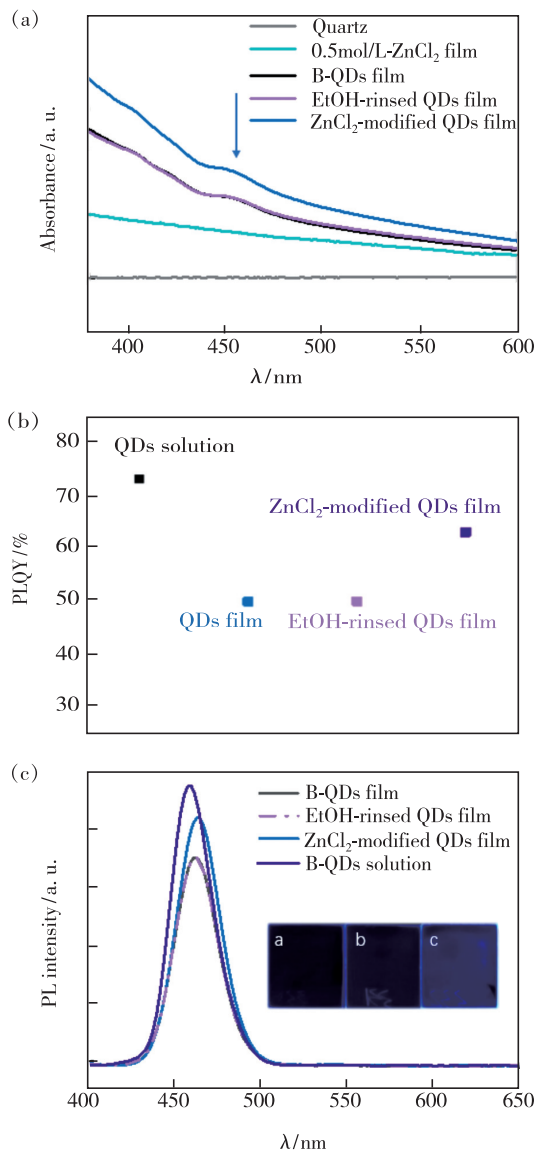 (a)
Quartz
0.5mol/L-ZnCl₂ film
B-QDs film
EtOH-rinsed QDs film
ZnCl₂-modified QDs film
Absorbance/a. u.
400 450 500 550 600
λ/nm
(b)
80
70
60
50
40
30
PLQY/%
QDs solution
ZnCl₂-modified QDs film
QDs film
EtOH-rinsed QDs film
(c)
B-QDs film
EtOH-rinsed QDs film
ZnCl₂-modified QDs film
B-QDs solution
PL intensity/a. u.
a b c
400 450 500 550 600 650
λ/nm